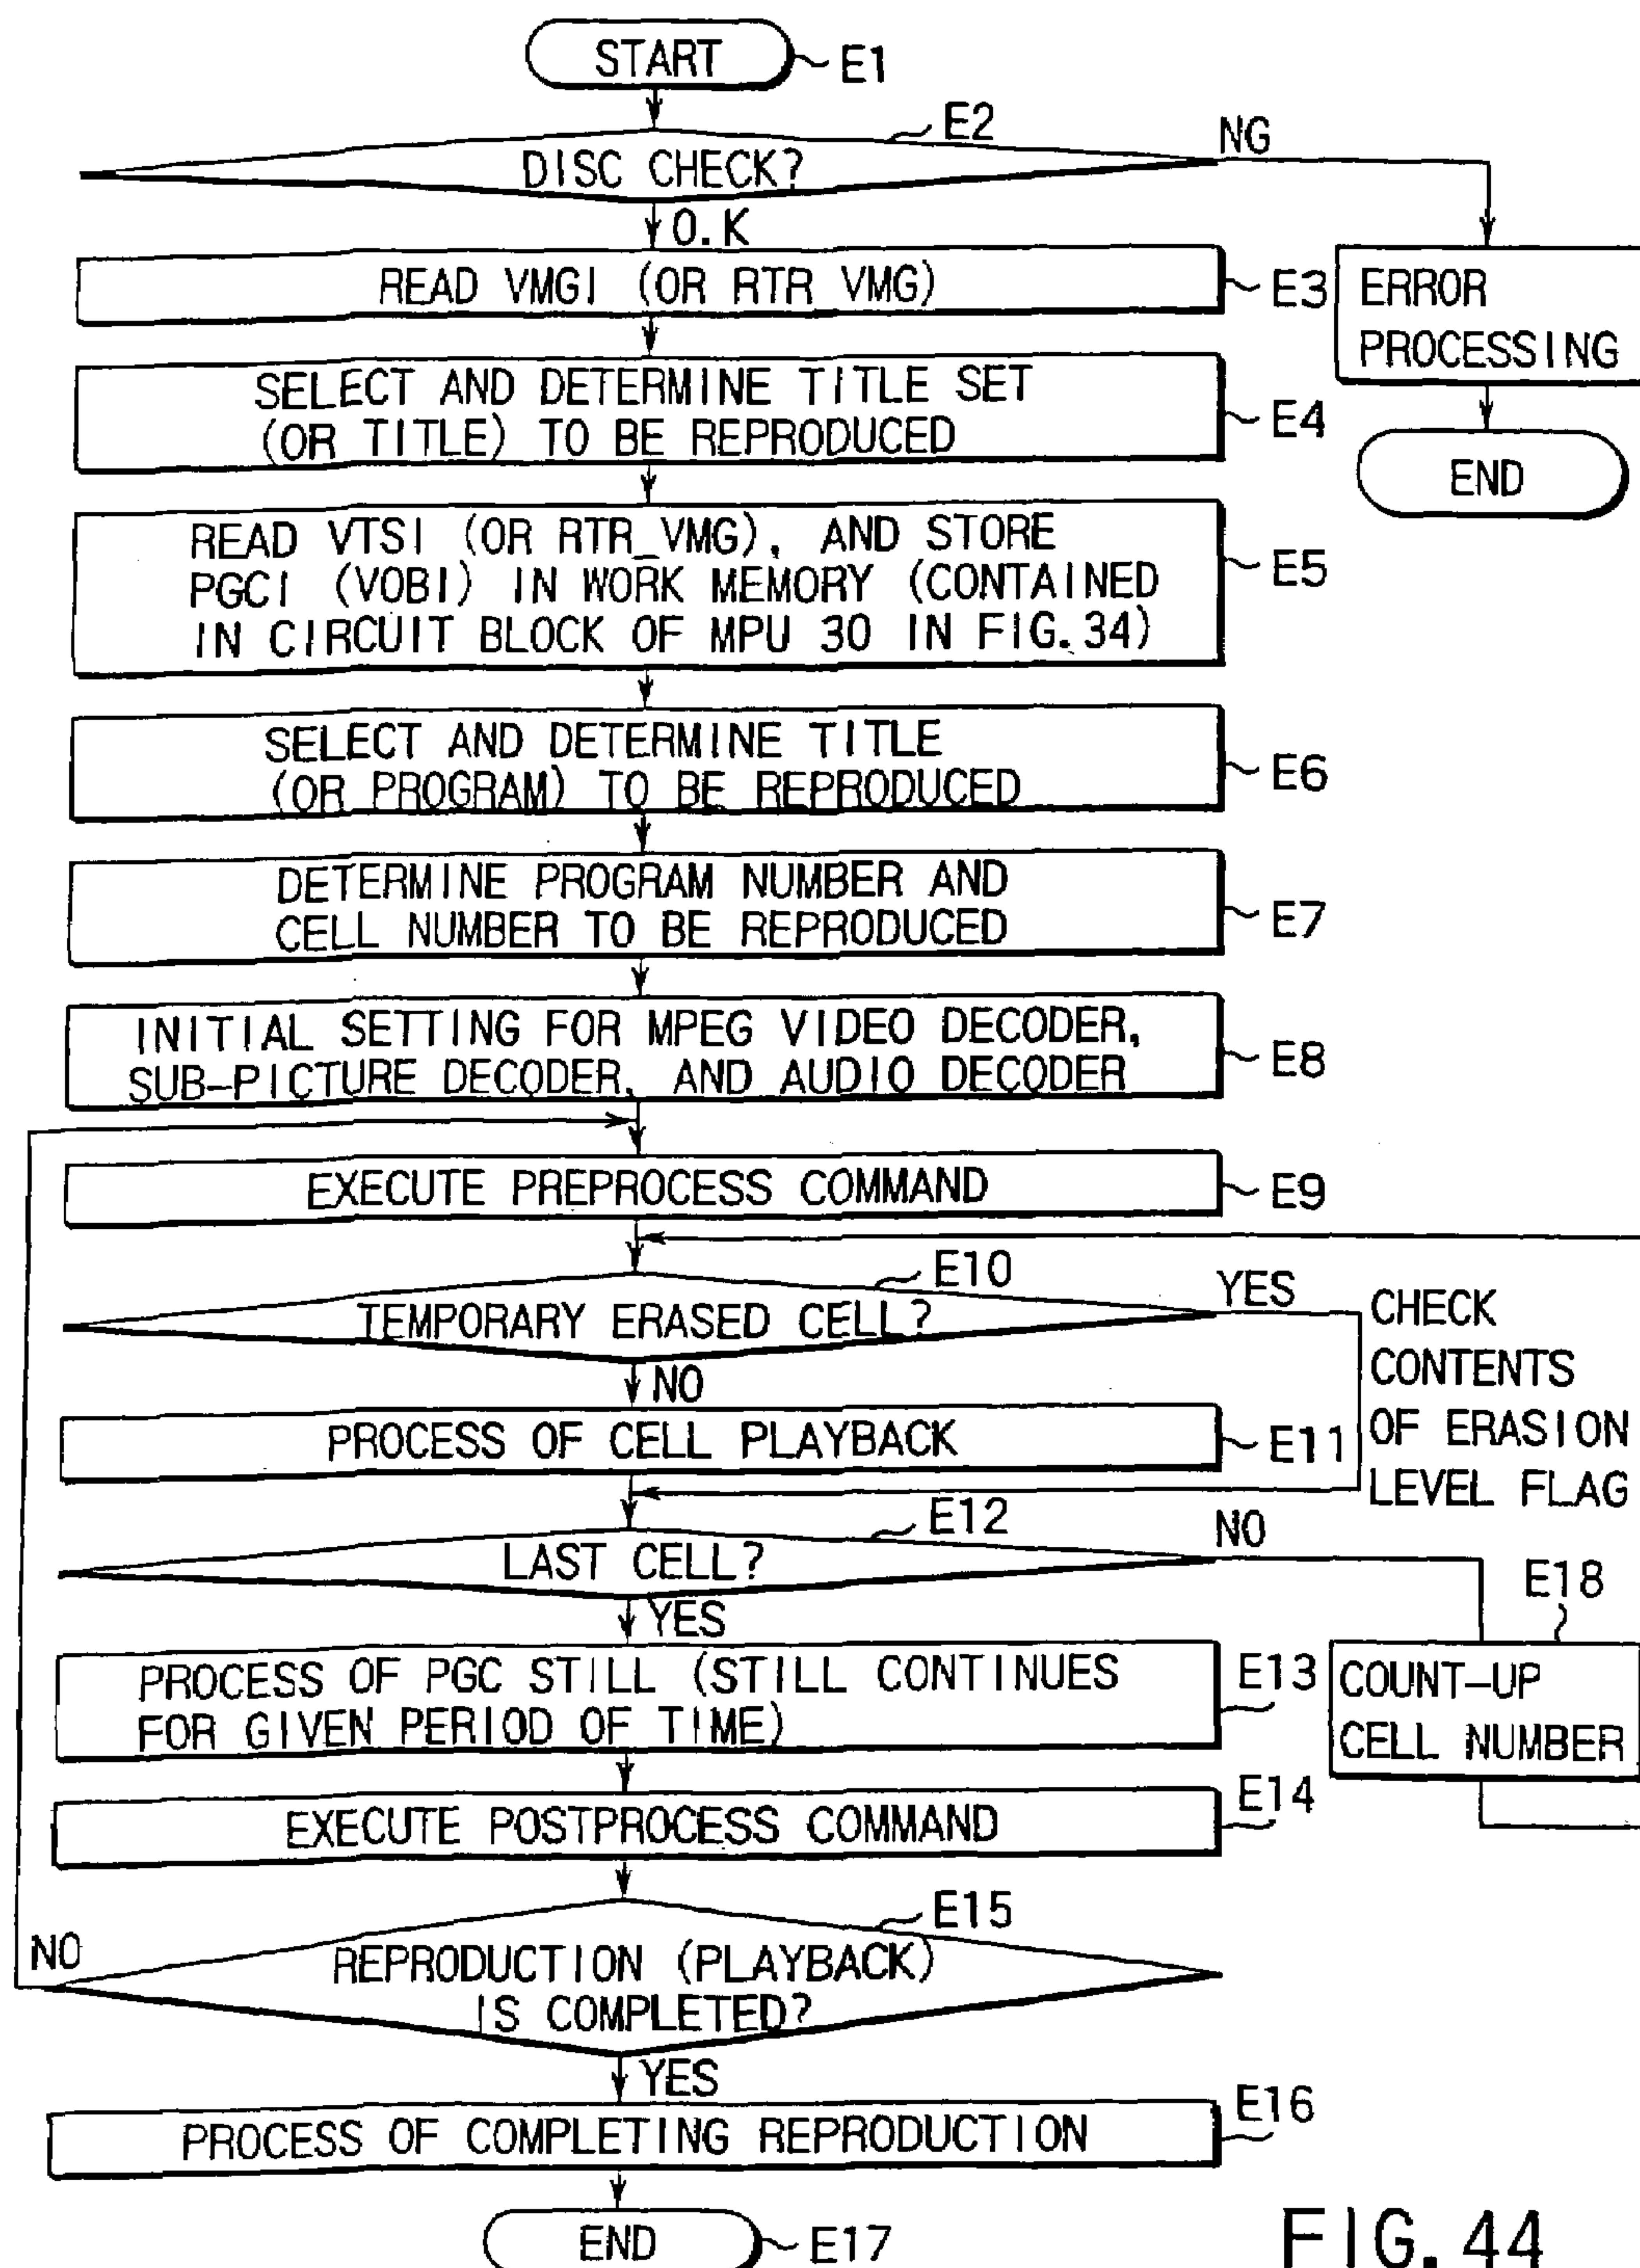 START
E1
E2
NG
DISC CHECK?
O.K
READ VMGI (OR RTR VMG)
E3
ERROR
PROCESSING
END
SELECT AND DETERMINE TITLE SET
(OR TITLE) TO BE REPRODUCED
E4
READ VTSI (OR RTR_VMG), AND STORE
PGCI (VOBI) IN WORK MEMORY (CONTAINED
IN CIRCUIT BLOCK OF MPU 30 IN FIG.34)
E5
SELECT AND DETERMINE TITLE
(OR PROGRAM) TO BE REPRODUCED
E6
DETERMINE PROGRAM NUMBER AND
CELL NUMBER TO BE REPRODUCED
E7
INITIAL SETTING FOR MPEG VIDEO DECODER,
SUB-PICTURE DECODER, AND AUDIO DECODER
E8
EXECUTE PREPROCESS COMMAND
E9
E10
YES
TEMPORARY ERASED CELL?
CHECK
CONTENTS
OF ERASION
LEVEL FLAG
NO
PROCESS OF CELL PLAYBACK
E11
E12
NO
LAST CELL?
YES
E18
COUNT-UP
CELL NUMBER
PROCESS OF PGC STILL (STILL CONTINUES
FOR GIVEN PERIOD OF TIME)
E13
EXECUTE POSTPROCESS COMMAND
E14
E15
NO
REPRODUCTION (PLAYBACK)
IS COMPLETED?
YES
PROCESS OF COMPLETING REPRODUCTION
E16
END
E17
FIG.44